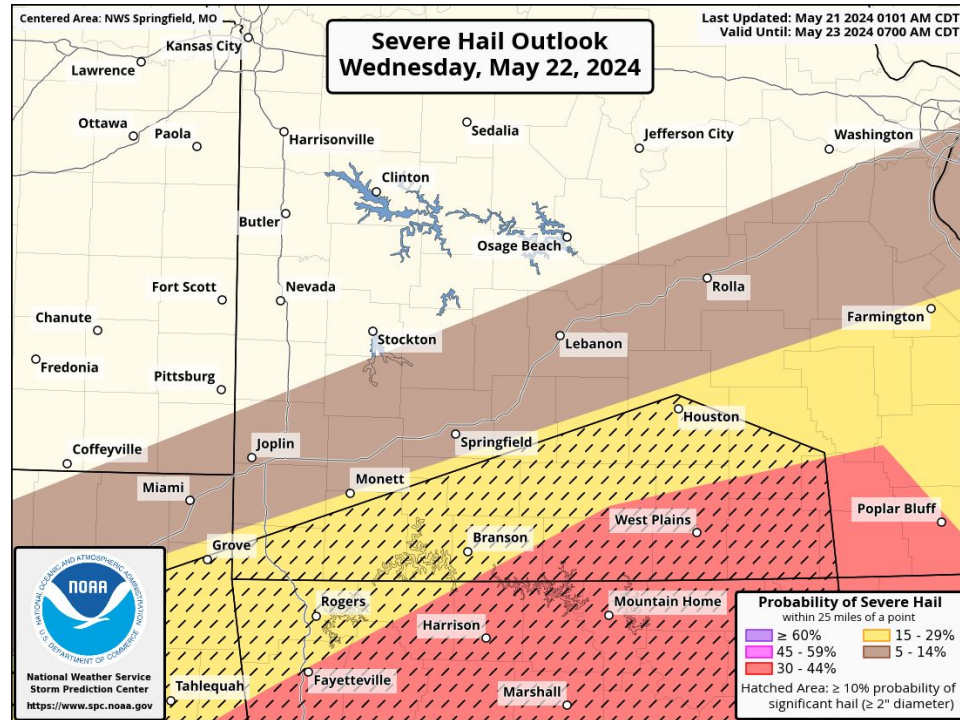 Centered Area: NWS Springfield, MO
Last Updated: May 21 2024 0101 AM CDT
Valid Until: May 23 2024 0700 AM CDT
Severe Hail Outlook
Wednesday, May 22, 2024
Kansas City
Lawrence
Ottawa
Paola
Harrisonville
Sedalia
Jefferson City
Washington
Clinton
Butler
Osage Beach
Fort Scott
Nevada
Rolla
Chanute
Farmington
Stockton
Lebanon
Fredonia
Pittsburg
Houston
Coffeyville
Joplin
Springfield
Miami
Monett
Poplar Bluff
West Plains
Grove
Branson
Rogers
Mountain Home
Harrison
Fayetteville
Tahlequah
Marshall
NATIONAL OCEANIC AND ATMOSPHERIC ADMINISTRATION
NOAA
U.S. DEPARTMENT OF COMMERCE
National Weather Service
Storm Prediction Center
https://www.spc.noaa.gov
Probability of Severe Hail
within 25 miles of a point
≥ 60%
15 - 29%
45 - 59%
5 - 14%
30 - 44%
Hatched Area: ≥ 10% probability of
significant hail (≥ 2" diameter)